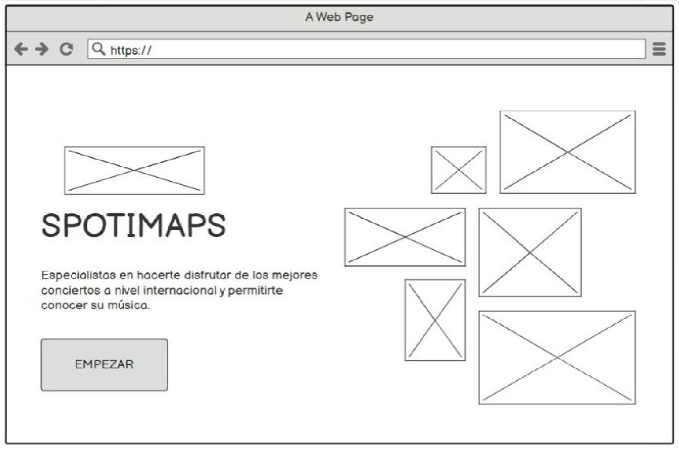 A Web Page
https://
SPOTIMAPS
Especialistas en hacerte disfrutar de los mejores
conciertos a nivel internacional y permitirte
conocer su música.
EMPEZAR